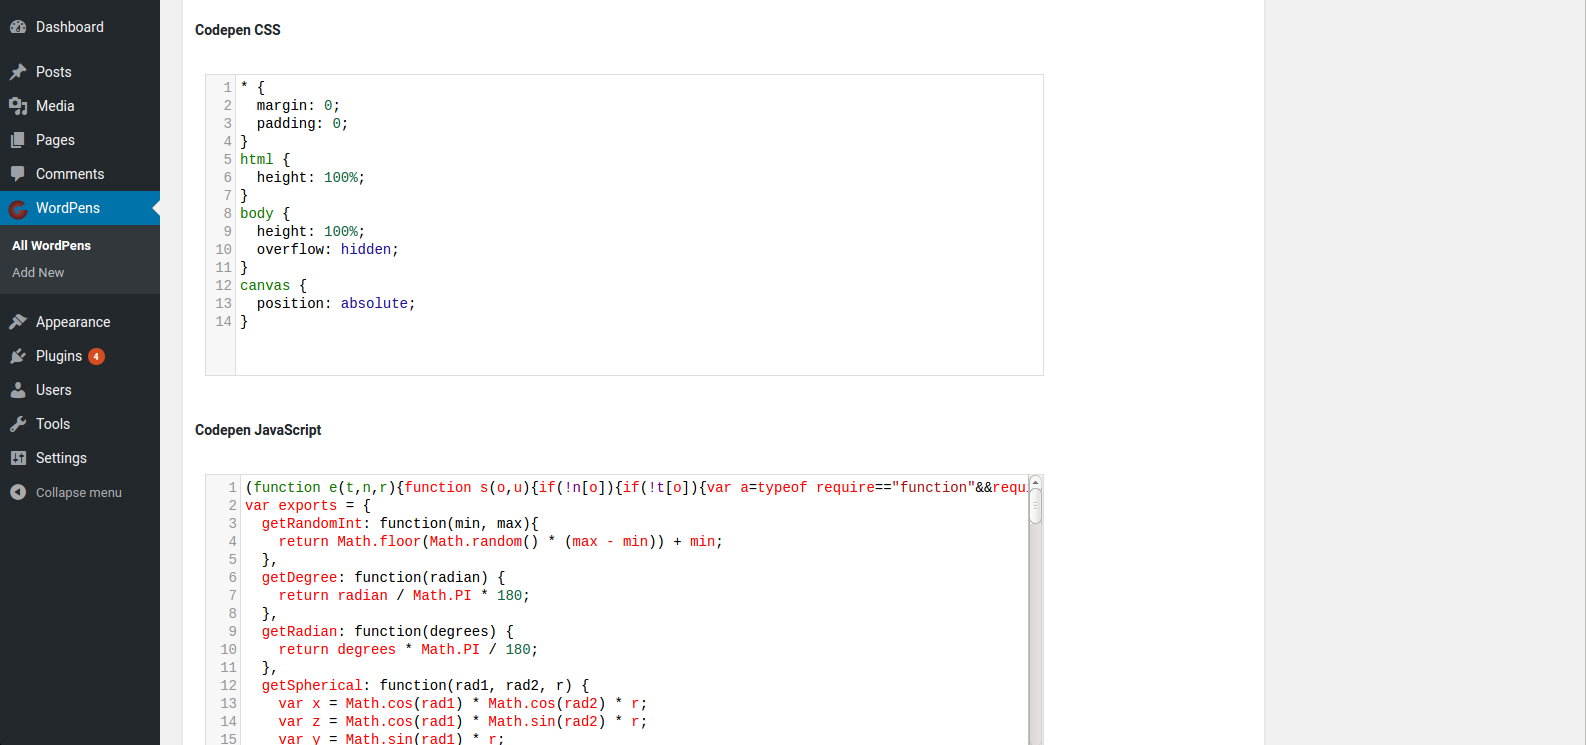 Dashboard
Posts
Media
Pages
Comments
WordPens
All WordPens
Add New
Appearance
Plugins 4
Users
Tools
Settings
Collapse menu
Codepen CSS
1 * {
2   margin: 0;
3   padding: 0;
4 }
5 html {
6   height: 100%;
7 }
8 body {
9   height: 100%;
10   overflow: hidden;
11 }
12 canvas {
13   position: absolute;
14 }
Codepen JavaScript
1 (function e(t,n,r){function s(o,u){if(!n[o]){if(!t[o]){var a=typeof require=="function"&&requ
2 var exports = {
3   getRandomInt: function(min, max){
4     return Math.floor(Math.random() * (max - min)) + min;
5   },
6   getDegree: function(radian) {
7     return radian / Math.PI * 180;
8   },
9   getRadian: function(degrees) {
10     return degrees * Math.PI / 180;
11   },
12   getSpherical: function(rad1, rad2, r) {
13     var x = Math.cos(rad1) * Math.cos(rad2) * r;
14     var z = Math.cos(rad1) * Math.sin(rad2) * r;
15     var y = Math.sin(rad1) * r;